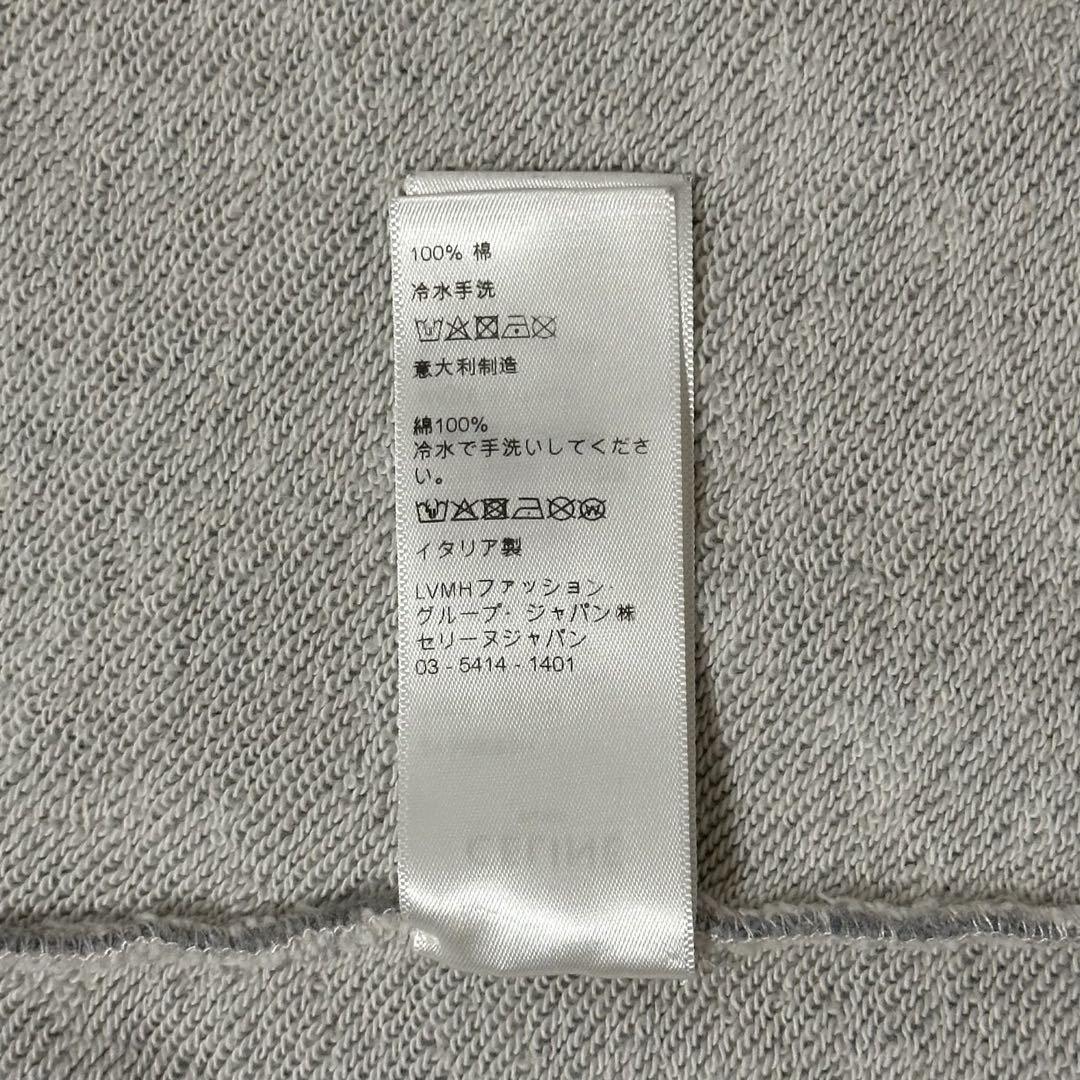 100% 棉
冷水手洗
意大利制造
綿100%
冷水で手洗いしてくださ
い。
イタリア製
LVMHファッション・
グループ・ジャパン㈱
セリーヌジャパン
03 - 5414 - 1401